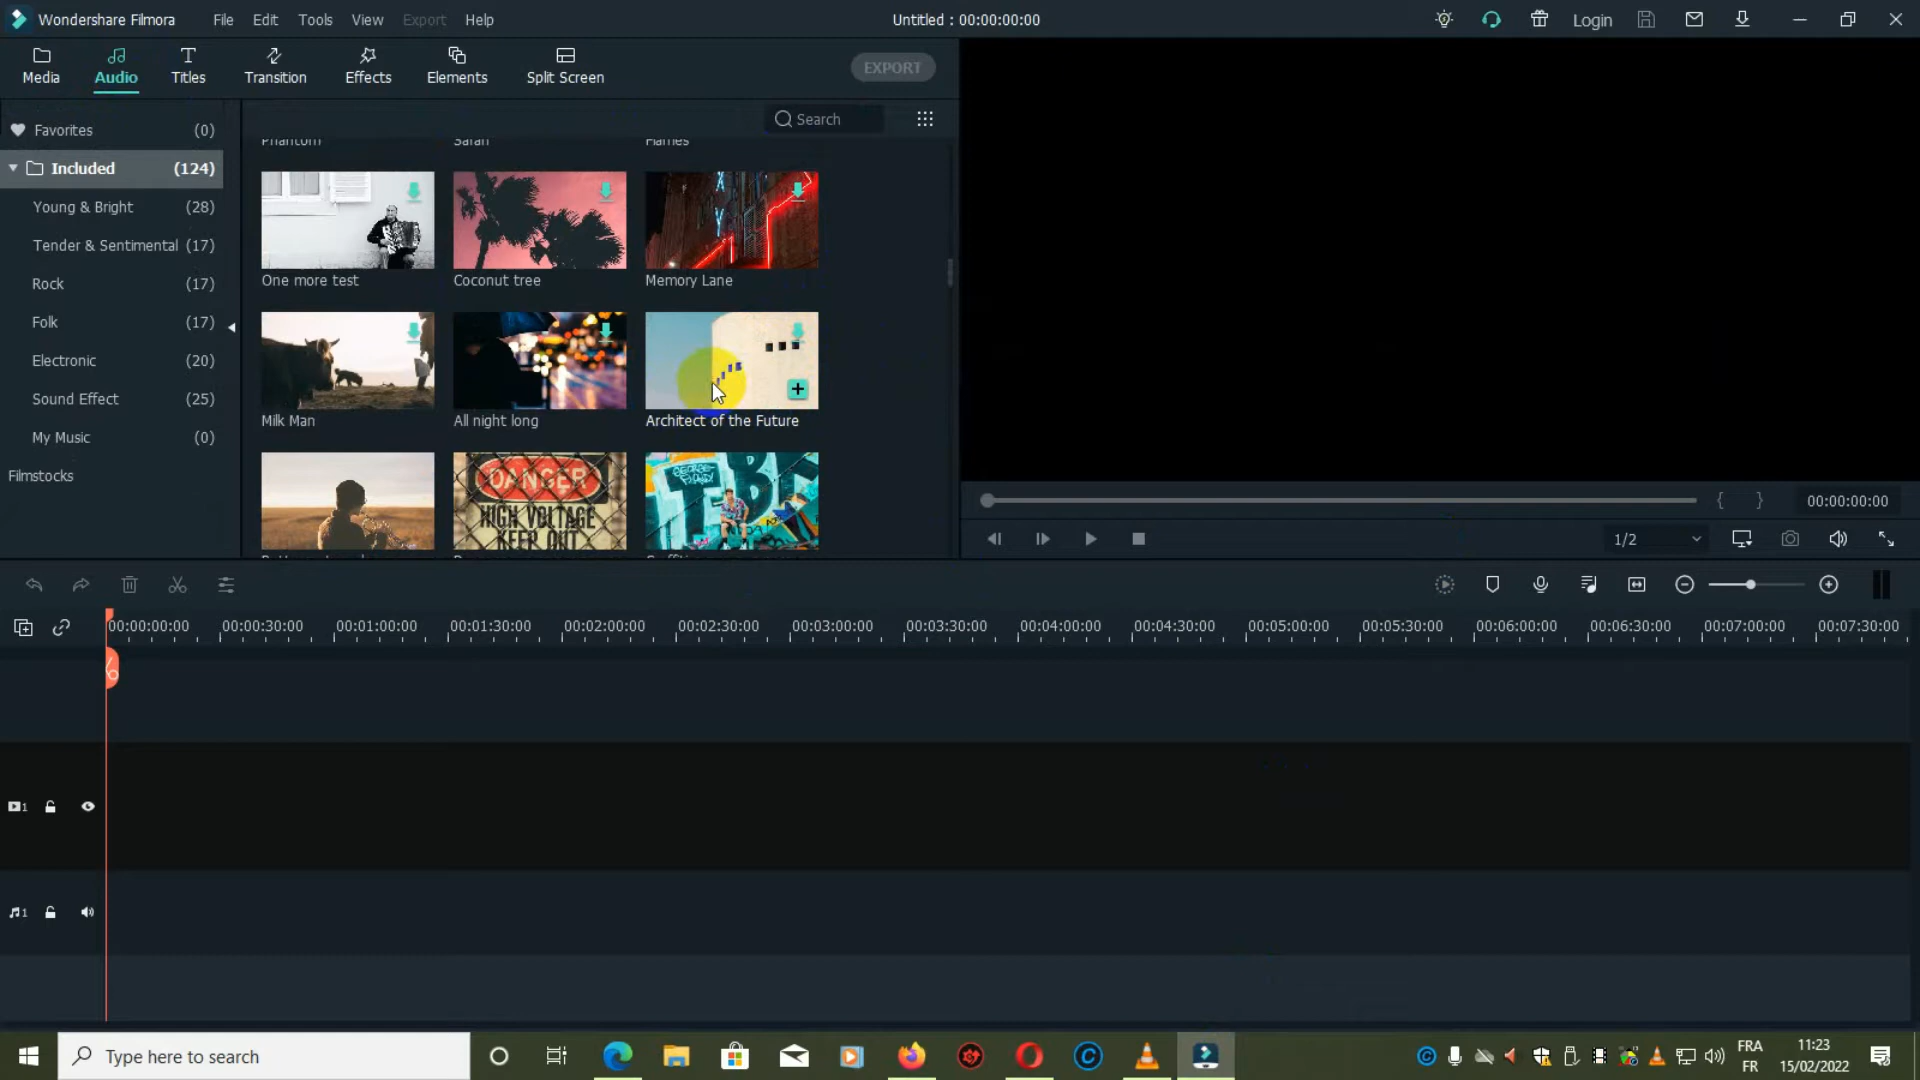 Wondershare Filmora File Edit Tools View Export Help Untitled : 00:00:00:00 Login
Media Audio Titles Transition Effects Elements Split Screen EXPORT
Favorites (0)
Included (124)
Young & Bright (28)
Tender & Sentimental (17)
Rock (17)
Folk (17)
Electronic (20)
Sound Effect (25)
My Music (0)
Filmstocks
Search
Phantom Safari Flames
One more test Coconut tree Memory Lane
Milk Man All night long Architect of the Future
DANGER
HIGH VOLTAGE
KEEP OUT
{ } 00:00:00:00
1/2
00:00:00:00 00:00:30:00 00:01:00:00 00:01:30:00 00:02:00:00 00:02:30:00 00:03:00:00 00:03:30:00 00:04:00:00 00:04:30:00 00:05:00:00 00:05:30:00 00:06:00:00 00:06:30:00 00:07:00:00 00:07:30:00
1
1
Type here to search
FRA
FR
11:23
15/02/2022